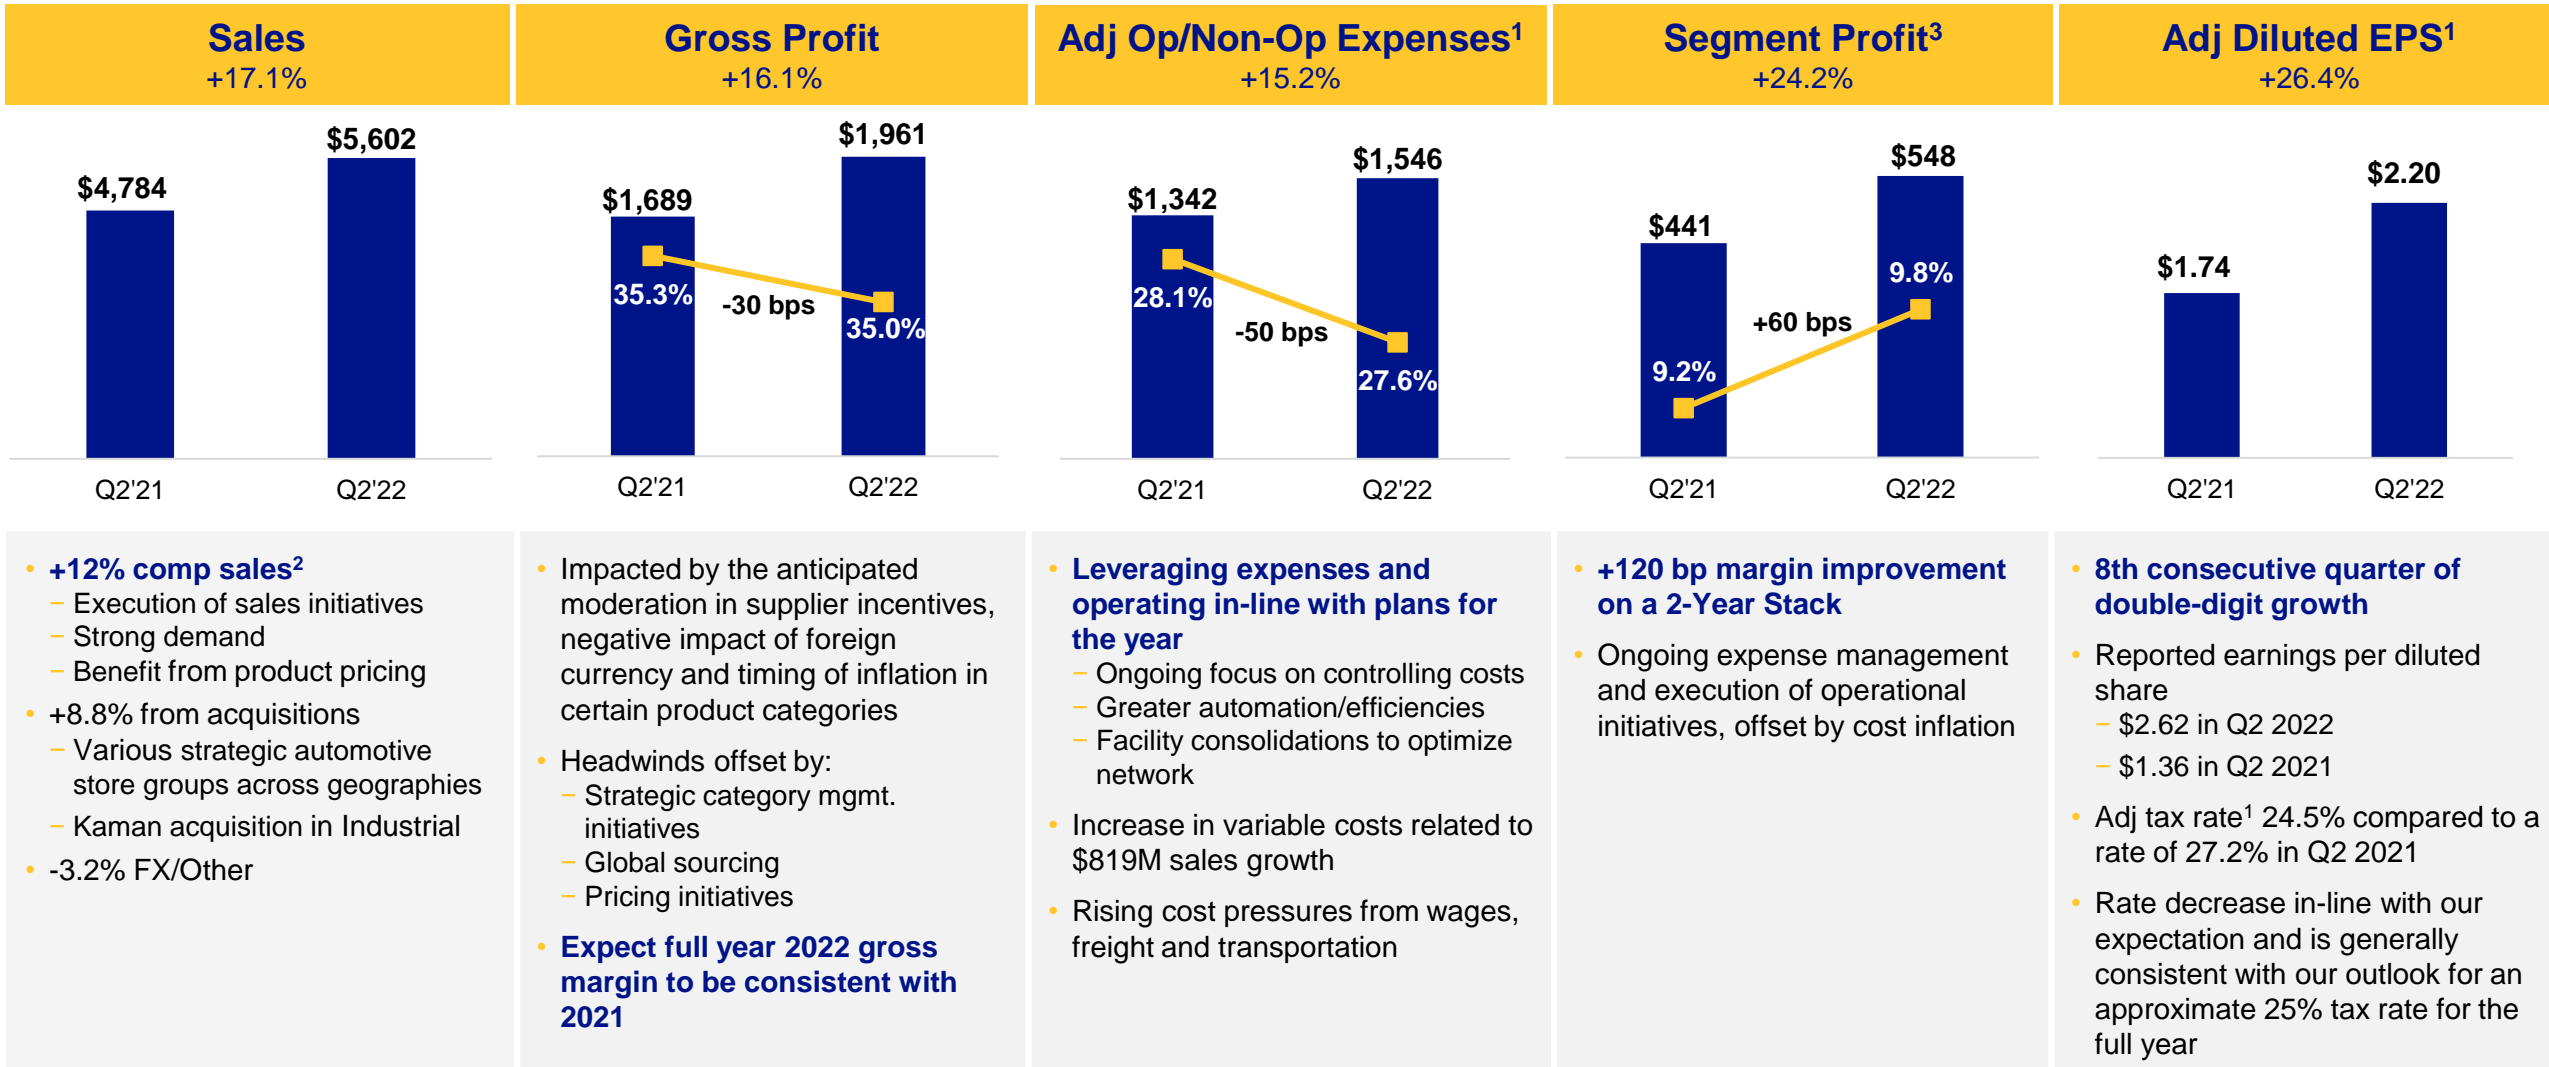 Sales
+17.1%
$4,784
$5,602
Q2'21
Q2'22
• +12% comp sales²
− Execution of sales initiatives
− Strong demand
− Benefit from product pricing
• +8.8% from acquisitions
− Various strategic automotive
store groups across geographies
− Kaman acquisition in Industrial
• -3.2% FX/Other
Gross Profit
+16.1%
$1,689
$1,961
35.3%
-30 bps
35.0%
Q2'21
Q2'22
• Impacted by the anticipated
moderation in supplier incentives,
negative impact of foreign
currency and timing of inflation in
certain product categories
• Headwinds offset by:
− Strategic category mgmt.
initiatives
− Global sourcing
− Pricing initiatives
• Expect full year 2022 gross
margin to be consistent with
2021
Adj Op/Non-Op Expenses¹
+15.2%
$1,342
$1,546
28.1%
-50 bps
27.6%
Q2'21
Q2'22
• Leveraging expenses and
operating in-line with plans for
the year
− Ongoing focus on controlling costs
− Greater automation/efficiencies
− Facility consolidations to optimize
network
• Increase in variable costs related to
$819M sales growth
• Rising cost pressures from wages,
freight and transportation
Segment Profit³
+24.2%
$441
$548
9.2%
+60 bps
9.8%
Q2'21
Q2'22
• +120 bp margin improvement
on a 2-Year Stack
• Ongoing expense management
and execution of operational
initiatives, offset by cost inflation
Adj Diluted EPS¹
+26.4%
$1.74
$2.20
Q2'21
Q2'22
• 8th consecutive quarter of
double-digit growth
• Reported earnings per diluted
share
− $2.62 in Q2 2022
− $1.36 in Q2 2021
• Adj tax rate¹ 24.5% compared to a
rate of 27.2% in Q2 2021
• Rate decrease in-line with our
expectation and is generally
consistent with our outlook for an
approximate 25% tax rate for the
full year